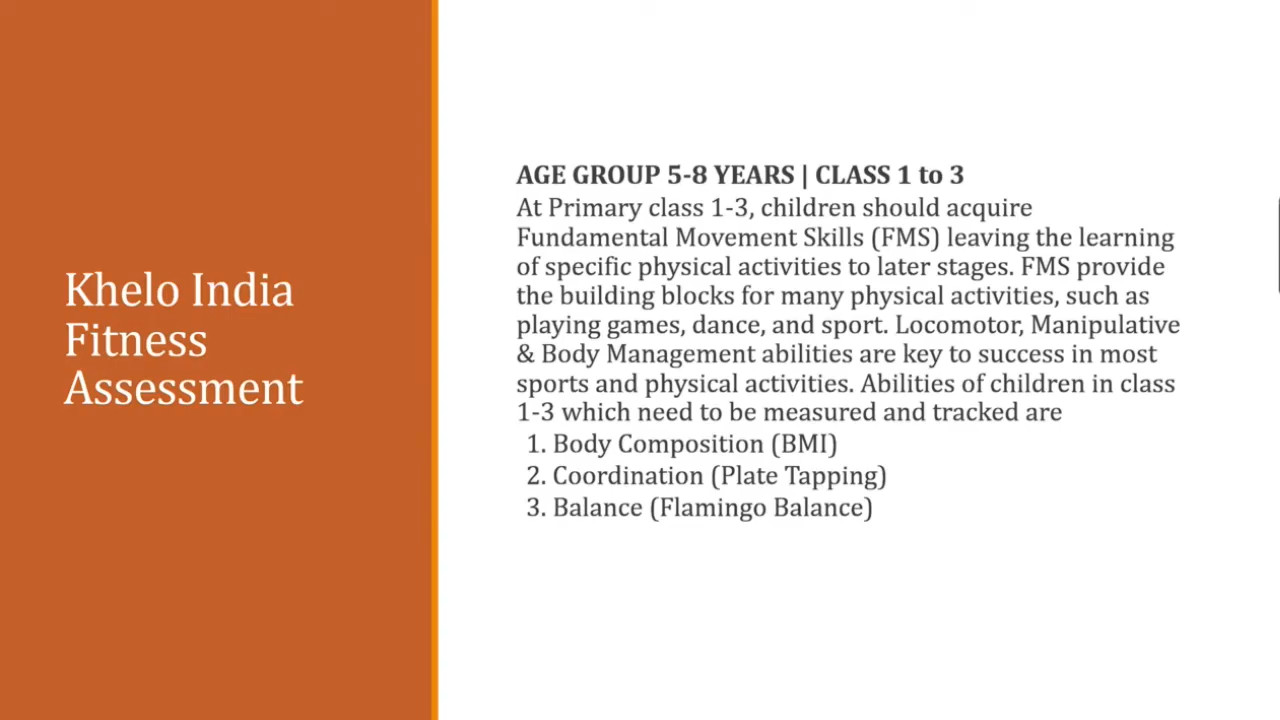 Khelo India
Fitness
Assessment
AGE GROUP 5-8 YEARS | CLASS 1 to 3
At Primary class 1-3, children should acquire
Fundamental Movement Skills (FMS) leaving the learning
of specific physical activities to later stages. FMS provide
the building blocks for many physical activities, such as
playing games, dance, and sport. Locomotor, Manipulative
& Body Management abilities are key to success in most
sports and physical activities. Abilities of children in class
1-3 which need to be measured and tracked are
1. Body Composition (BMI)
2. Coordination (Plate Tapping)
3. Balance (Flamingo Balance)